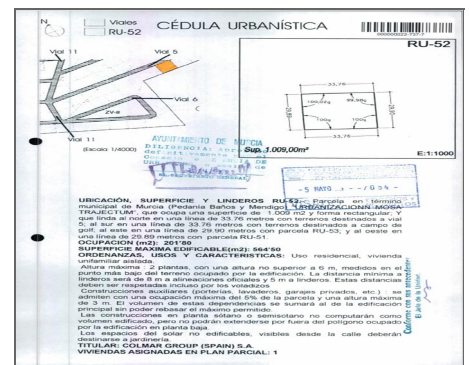 N
Viales
RU-52
CÉDULA URBANÍSTICA
RU-52
Vial 11
Vial 5
Vial 6
ZV-8
Vial 11
(Escala 1/4000)
33,76
33,76
Sup. 1.009,00m²
E:1:1000
AYUNTAMIENTO DE MURCIA
DILIGENCIA:
5 MAYO
UBICACIÓN, SUPERFICIE Y LINDEROS RU-52: Parcela en término
municipal de Murcia (Pedanía Baños y Mendigo), URBANIZACIÓN MOSA
TRAJECTUM, que ocupa una superficie de 1.009 m2 y forma rectangular; Y
que linda al norte en una línea de 33.76 metros con terrenos destinados a vial
5; al sur en una línea de 33.76 metros con terrenos destinados a campo de
golf, al este en una línea de 29.90 metros con parcela RU-53; y al oeste en
una línea de 29.89 metros con parcela RU-51.
OCUPACION (m2): 201'80
SUPERFICIE MAXIMA EDIFICABLE(m2): 564'50
ORDENANZAS, USOS Y CARACTERISTICAS: Uso residencial, vivienda
unifamiliar aislada.
Altura máxima : 2 plantas, con una altura no superior a 6 m, medidos en el
punto más bajo del terreno ocupado por la edificación. La distancia mínima a
linderos será de 8 m a alineaciones oficiales y 5 m a linderos. Estas distancias
deben ser respetadas incluso por los voladizos
Construcciones auxiliares (porterías, lavaderos, garajes privados, etc.) : se
admiten con una ocupación máxima del 5% de la parcela y una altura máxima
de 3 m. El volumen de estas dependencias se sumará al de la edificación
principal sin poder rebasar el máximo permitido.
Las construcciones en planta sótano o semisotano no computarán como
volumen edificado, pero no podrán extenderse por fuera del polígono ocupado
por la edificación en planta baja
Los espacios del solar no edificables, visibles desde la calle deberán
destinarse a jardinería.
TITULAR: COLMAR GROUP (SPAIN) S.A.
VIVIENDAS ASIGNADAS EN PLAN PARCIAL: 1
Conforme con mis antecedentes
El Jefe de la Unidad